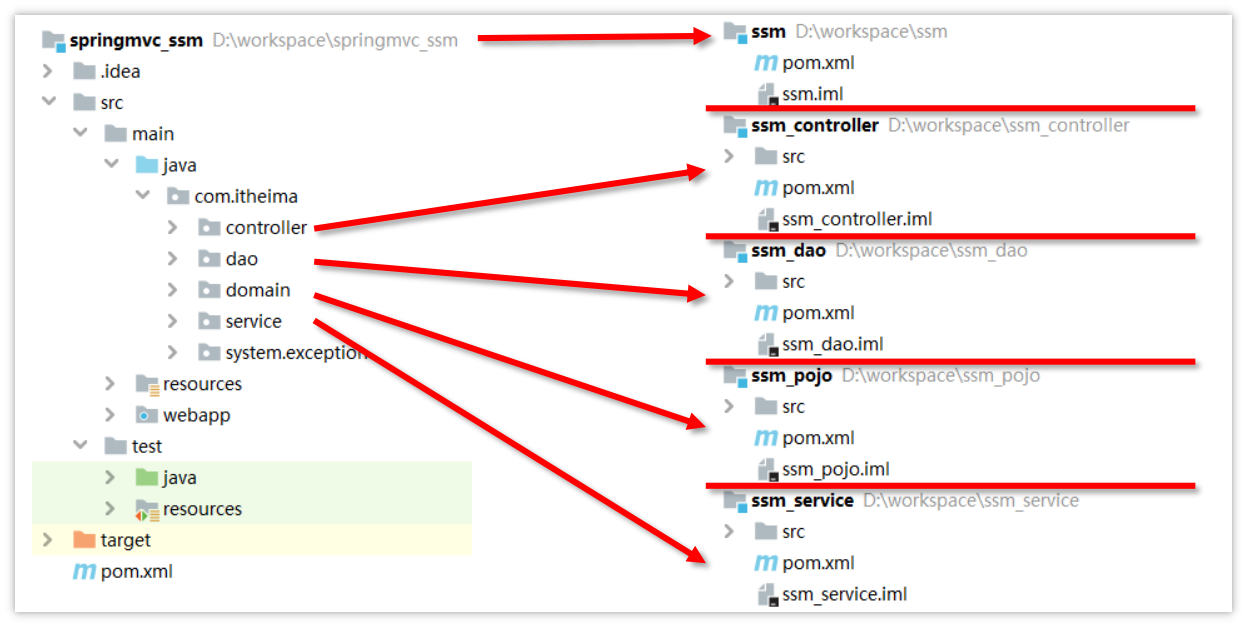 springmvc_ssm D:\workspace\springmvc_ssm
.idea
src
main
java
com.itheima
controller
dao
domain
service
system.exception
resources
webapp
test
java
resources
target
pom.xml
ssm D:\workspace\ssm
pom.xml
ssm.iml
ssm_controller D:\workspace\ssm_controller
src
pom.xml
ssm_controller.iml
ssm_dao D:\workspace\ssm_dao
src
pom.xml
ssm_dao.iml
ssm_pojo D:\workspace\ssm_pojo
src
pom.xml
ssm_pojo.iml
ssm_service D:\workspace\ssm_service
src
pom.xml
ssm_service.iml